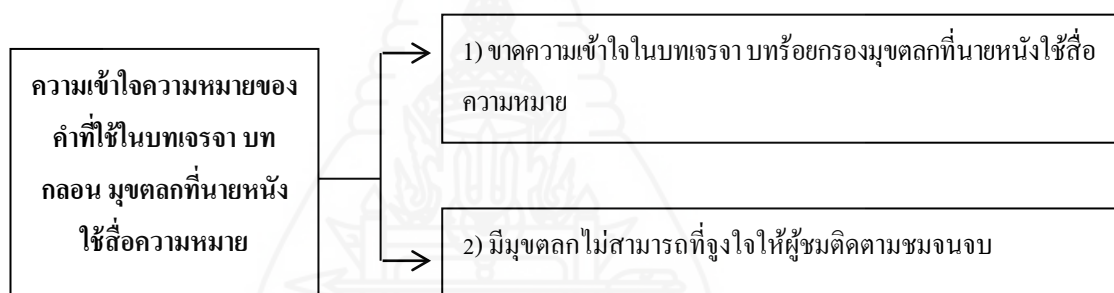 ความเข้าใจความหมายของ
คำที่ใช้ในบทเจรจา บท
กลอน มุขตลกที่นายหนัง
ใช้สื่อความหมาย
1) ขาดความเข้าใจในบทเจรจา บทร้อยกรองมุขตลกที่นายหนังใช้สื่อ
ความหมาย
2) มีมุขตลกไม่สามารถที่จูงใจให้ผู้ชมติดตามชมจนจบ